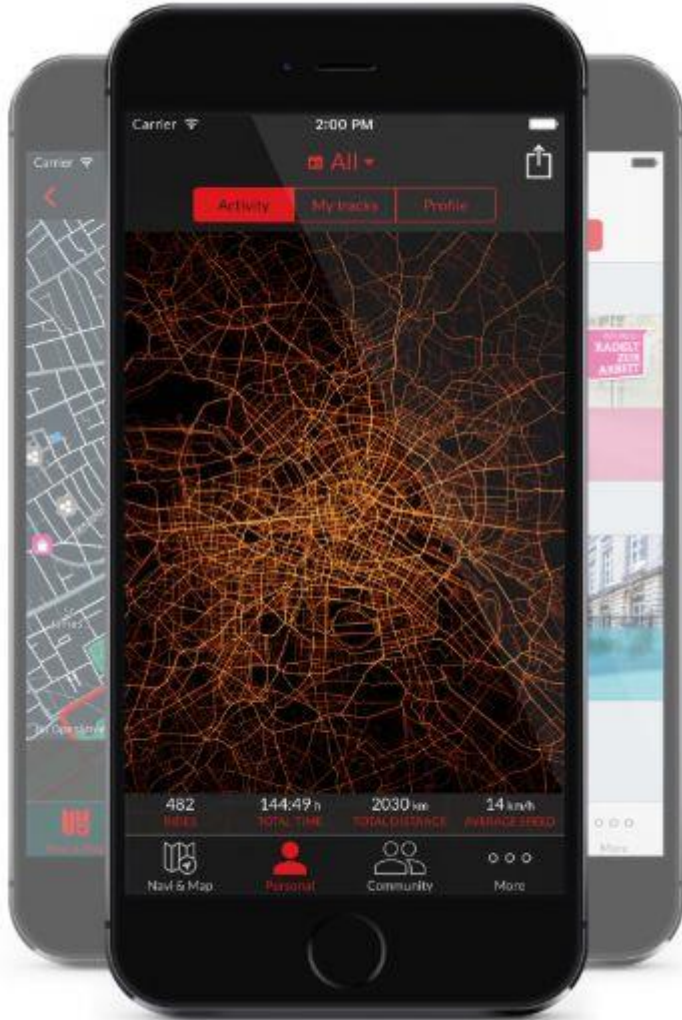 Carrier
2:00 PM
All
Activity
My tracks
Profile
482
RIDES
144:49 h
TOTAL TIME
2030 km
TOTAL DISTANCE
14 km/h
AVERAGE SPEED
Navi & Map
Personal
Community
More
Carrier
RADELT
ZUR
ARBEIT
More